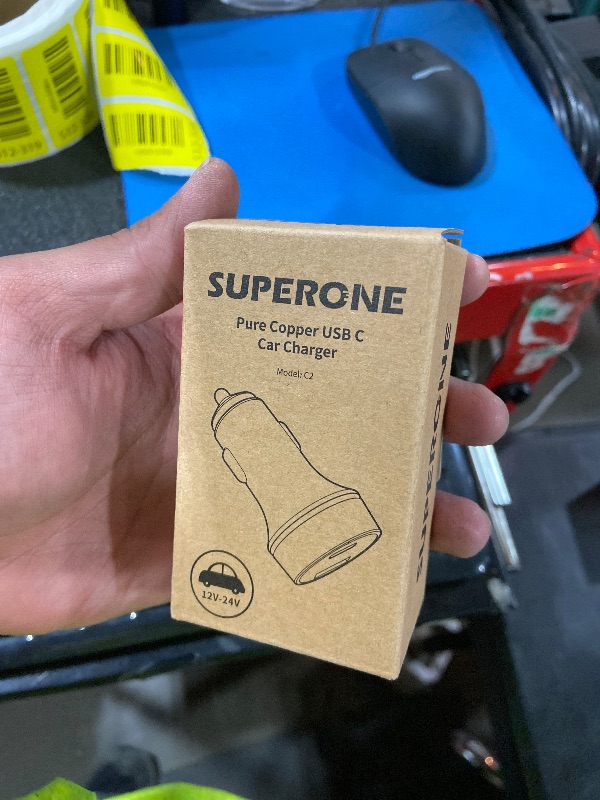 SUPERONE
Pure Copper USB C
Car Charger
Model: C2
12V-24V
SUPERONE